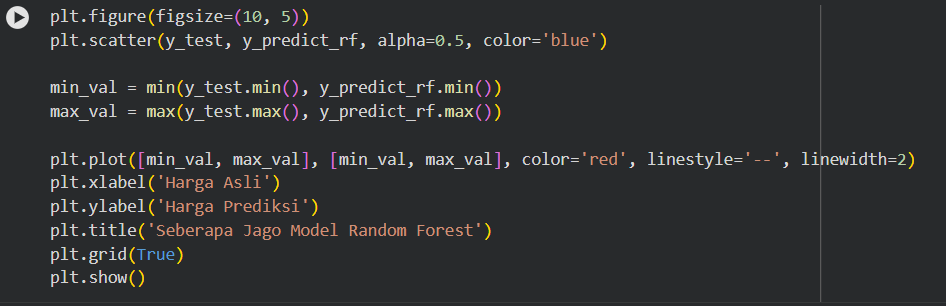 plt.figure(figsize=(10, 5))
plt.scatter(y_test, y_predict_rf, alpha=0.5, color='blue')
min_val = min(y_test.min(), y_predict_rf.min())
max_val = max(y_test.max(), y_predict_rf.max())
plt.plot([min_val, max_val], [min_val, max_val], color='red', linestyle='--', linewidth=2)
plt.xlabel('Harga Asli')
plt.ylabel('Harga Prediksi')
plt.title('Seberapa Jago Model Random Forest')
plt.grid(True)
plt.show()